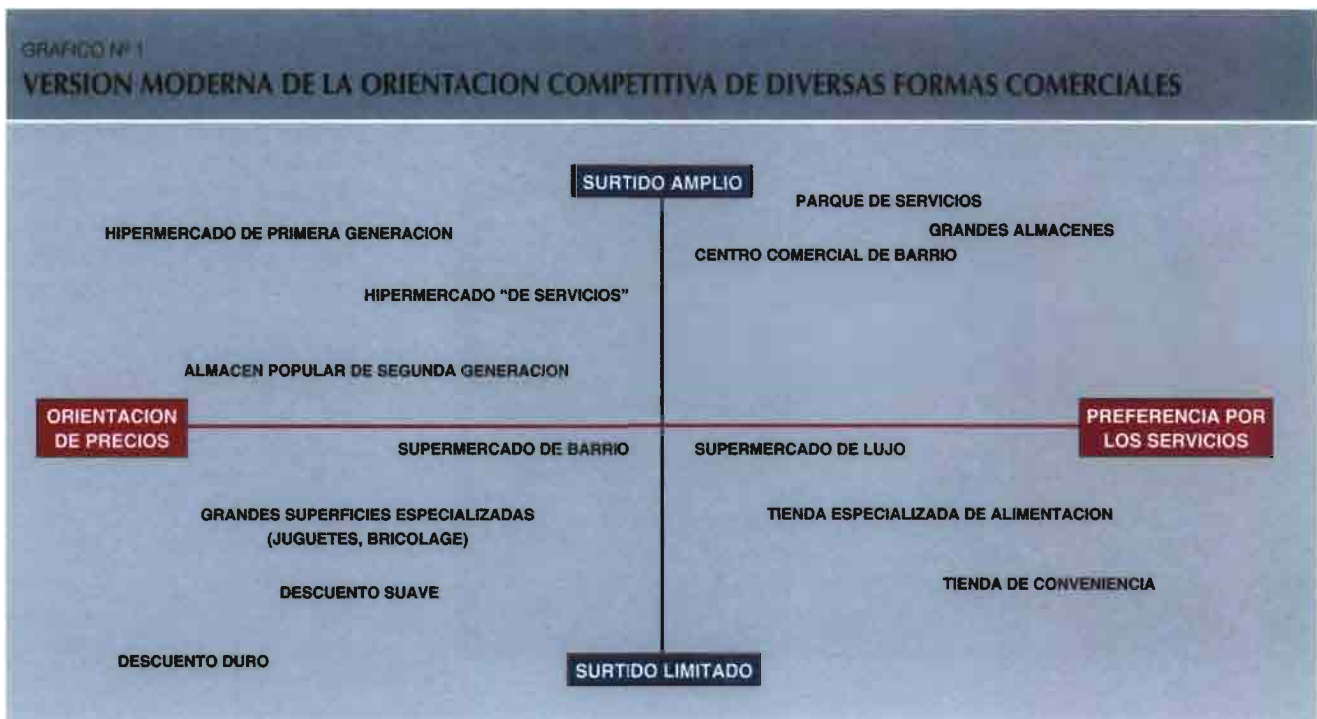 GRAFICO Nº 1
VERSION MODERNA DE LA ORIENTACION COMPETITIVA DE DIVERSAS FORMAS COMERCIALES
SURTIDO AMPLIO
PARQUE DE SERVICIOS
HIPERMERCADO DE PRIMERA GENERACION
GRANDES ALMACENES
CENTRO COMERCIAL DE BARRIO
HIPERMERCADO "DE SERVICIOS"
ALMACEN POPULAR DE SEGUNDA GENERACION
ORIENTACION
DE PRECIOS
PREFERENCIA POR
LOS SERVICIOS
SUPERMERCADO DE BARRIO
SUPERMERCADO DE LUJO
GRANDES SUPERFICIES ESPECIALIZADAS
(JUGUETES, BRICOLAGE)
TIENDA ESPECIALIZADA DE ALIMENTACION
DESCUENTO SUAVE
TIENDA DE CONVENIENCIA
DESCUENTO DURO
SURTIDO LIMITADO